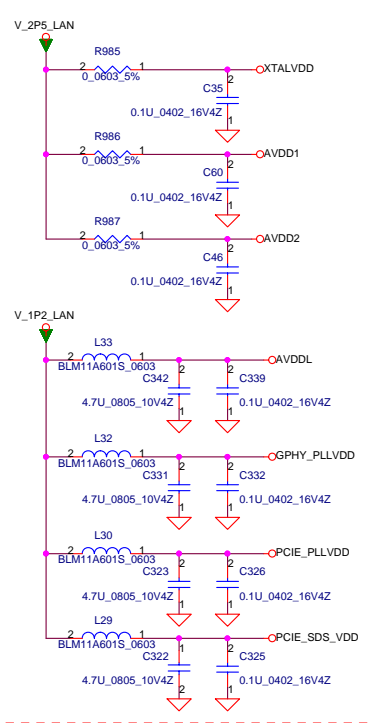 V_2P5_LAN
R985
2 1
0_0603_5%
XTALVDD
2
C35
0.1U_0402_16V4Z
1
R986
2 1
0_0603_5%
AVDD1
2
C60
0.1U_0402_16V4Z
1
R987
2 1
0_0603_5%
AVDD2
2
C46
0.1U_0402_16V4Z
1
V_1P2_LAN
L33
2 1
BLM11A601S_0603
AVDDL
2 2
C342 C339
4.7U_0805_10V4Z 0.1U_0402_16V4Z
1 1
L32
2 1
BLM11A601S_0603
GPHY_PLLVDD
2 2
C331 C332
4.7U_0805_10V4Z 0.1U_0402_16V4Z
1 1
L30
2 1
BLM11A601S_0603
PCIE_PLLVDD
2 2
C323 C326
4.7U_0805_10V4Z 0.1U_0402_16V4Z
1 1
L29
2 1
BLM11A601S_0603
PCIE_SDS_VDD
1 2
C322 C325
4.7U_0805_10V4Z 0.1U_0402_16V4Z
2 1